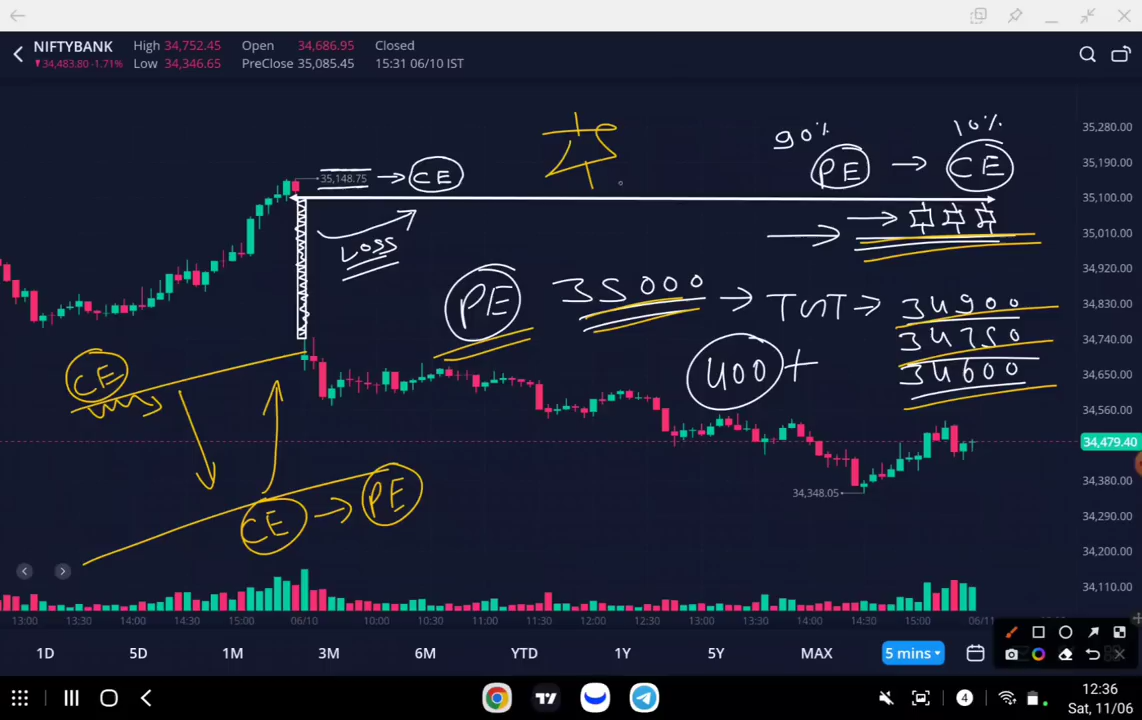 NIFTYBANK High 34,752.45 Open 34,686.95 Closed
34,483.80 -1.71% Low 34,346.65 PreClose 35,085.45 15:31 06/10 IST
90% 10%
PE → CE
35,148.75 → CE
LOSS
PE 35000 → TGT → 34900
34750
34600
400+
CE
CE → PE
34,348.05
35,280.00
35,190.00
35,100.00
35,010.00
34,920.00
34,830.00
34,740.00
34,650.00
34,560.00
34,479.40
34,380.00
34,290.00
34,200.00
34,110.00
13:00 13:30 14:00 14:30 15:00 06/10 10:00 10:30 11:00 11:30 12:00 12:30 13:00 13:30 14:00 14:30 15:00 06/11
1D 5D 1M 3M 6M YTD 1Y 5Y MAX 5 mins
4 12:36
Sat, 11/06